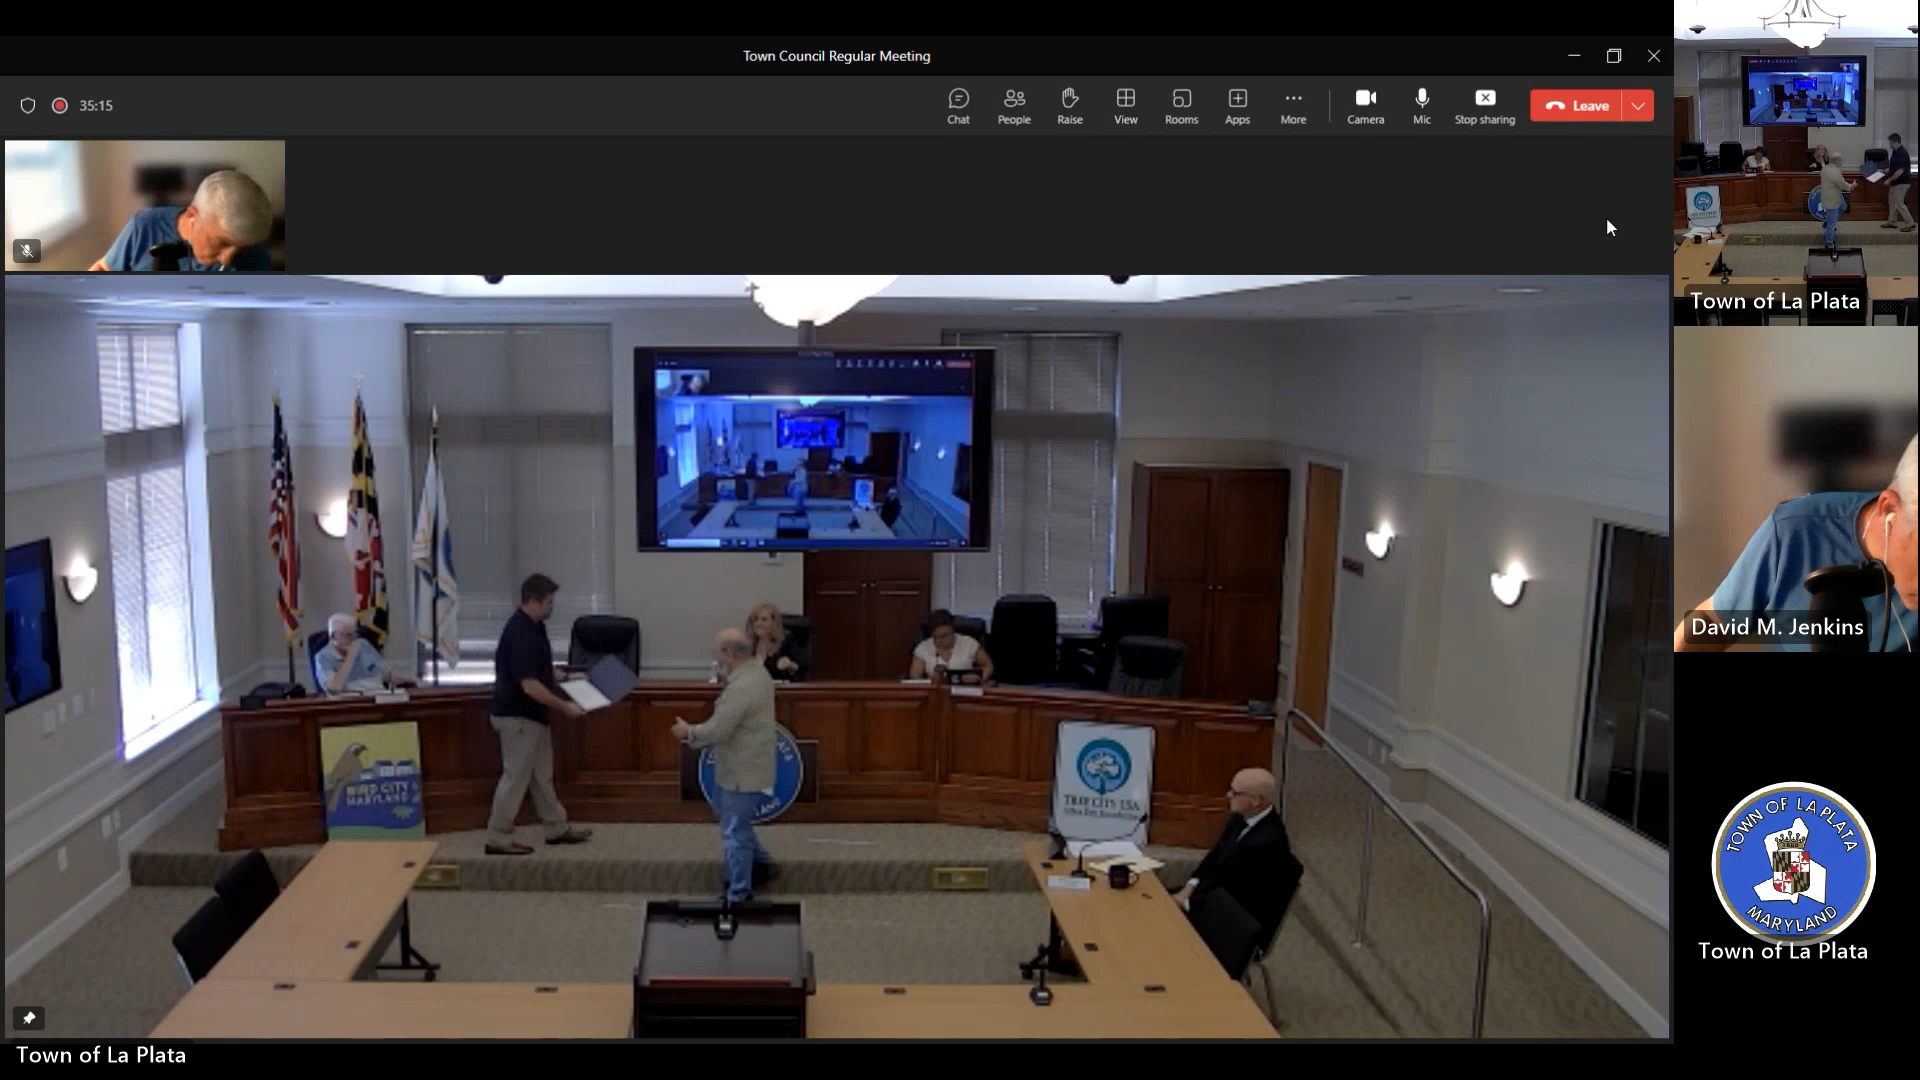 Town Council Regular Meeting
35:15
Chat
People
Raise
View
Rooms
Apps
More
Camera
Mic
Stop sharing
Leave
BIRD CITY
MARYLAND
TREE CITY USA
Town of La Plata
Town of La Plata
David M. Jenkins
TOWN OF LA PLATA
MARYLAND
Town of La Plata